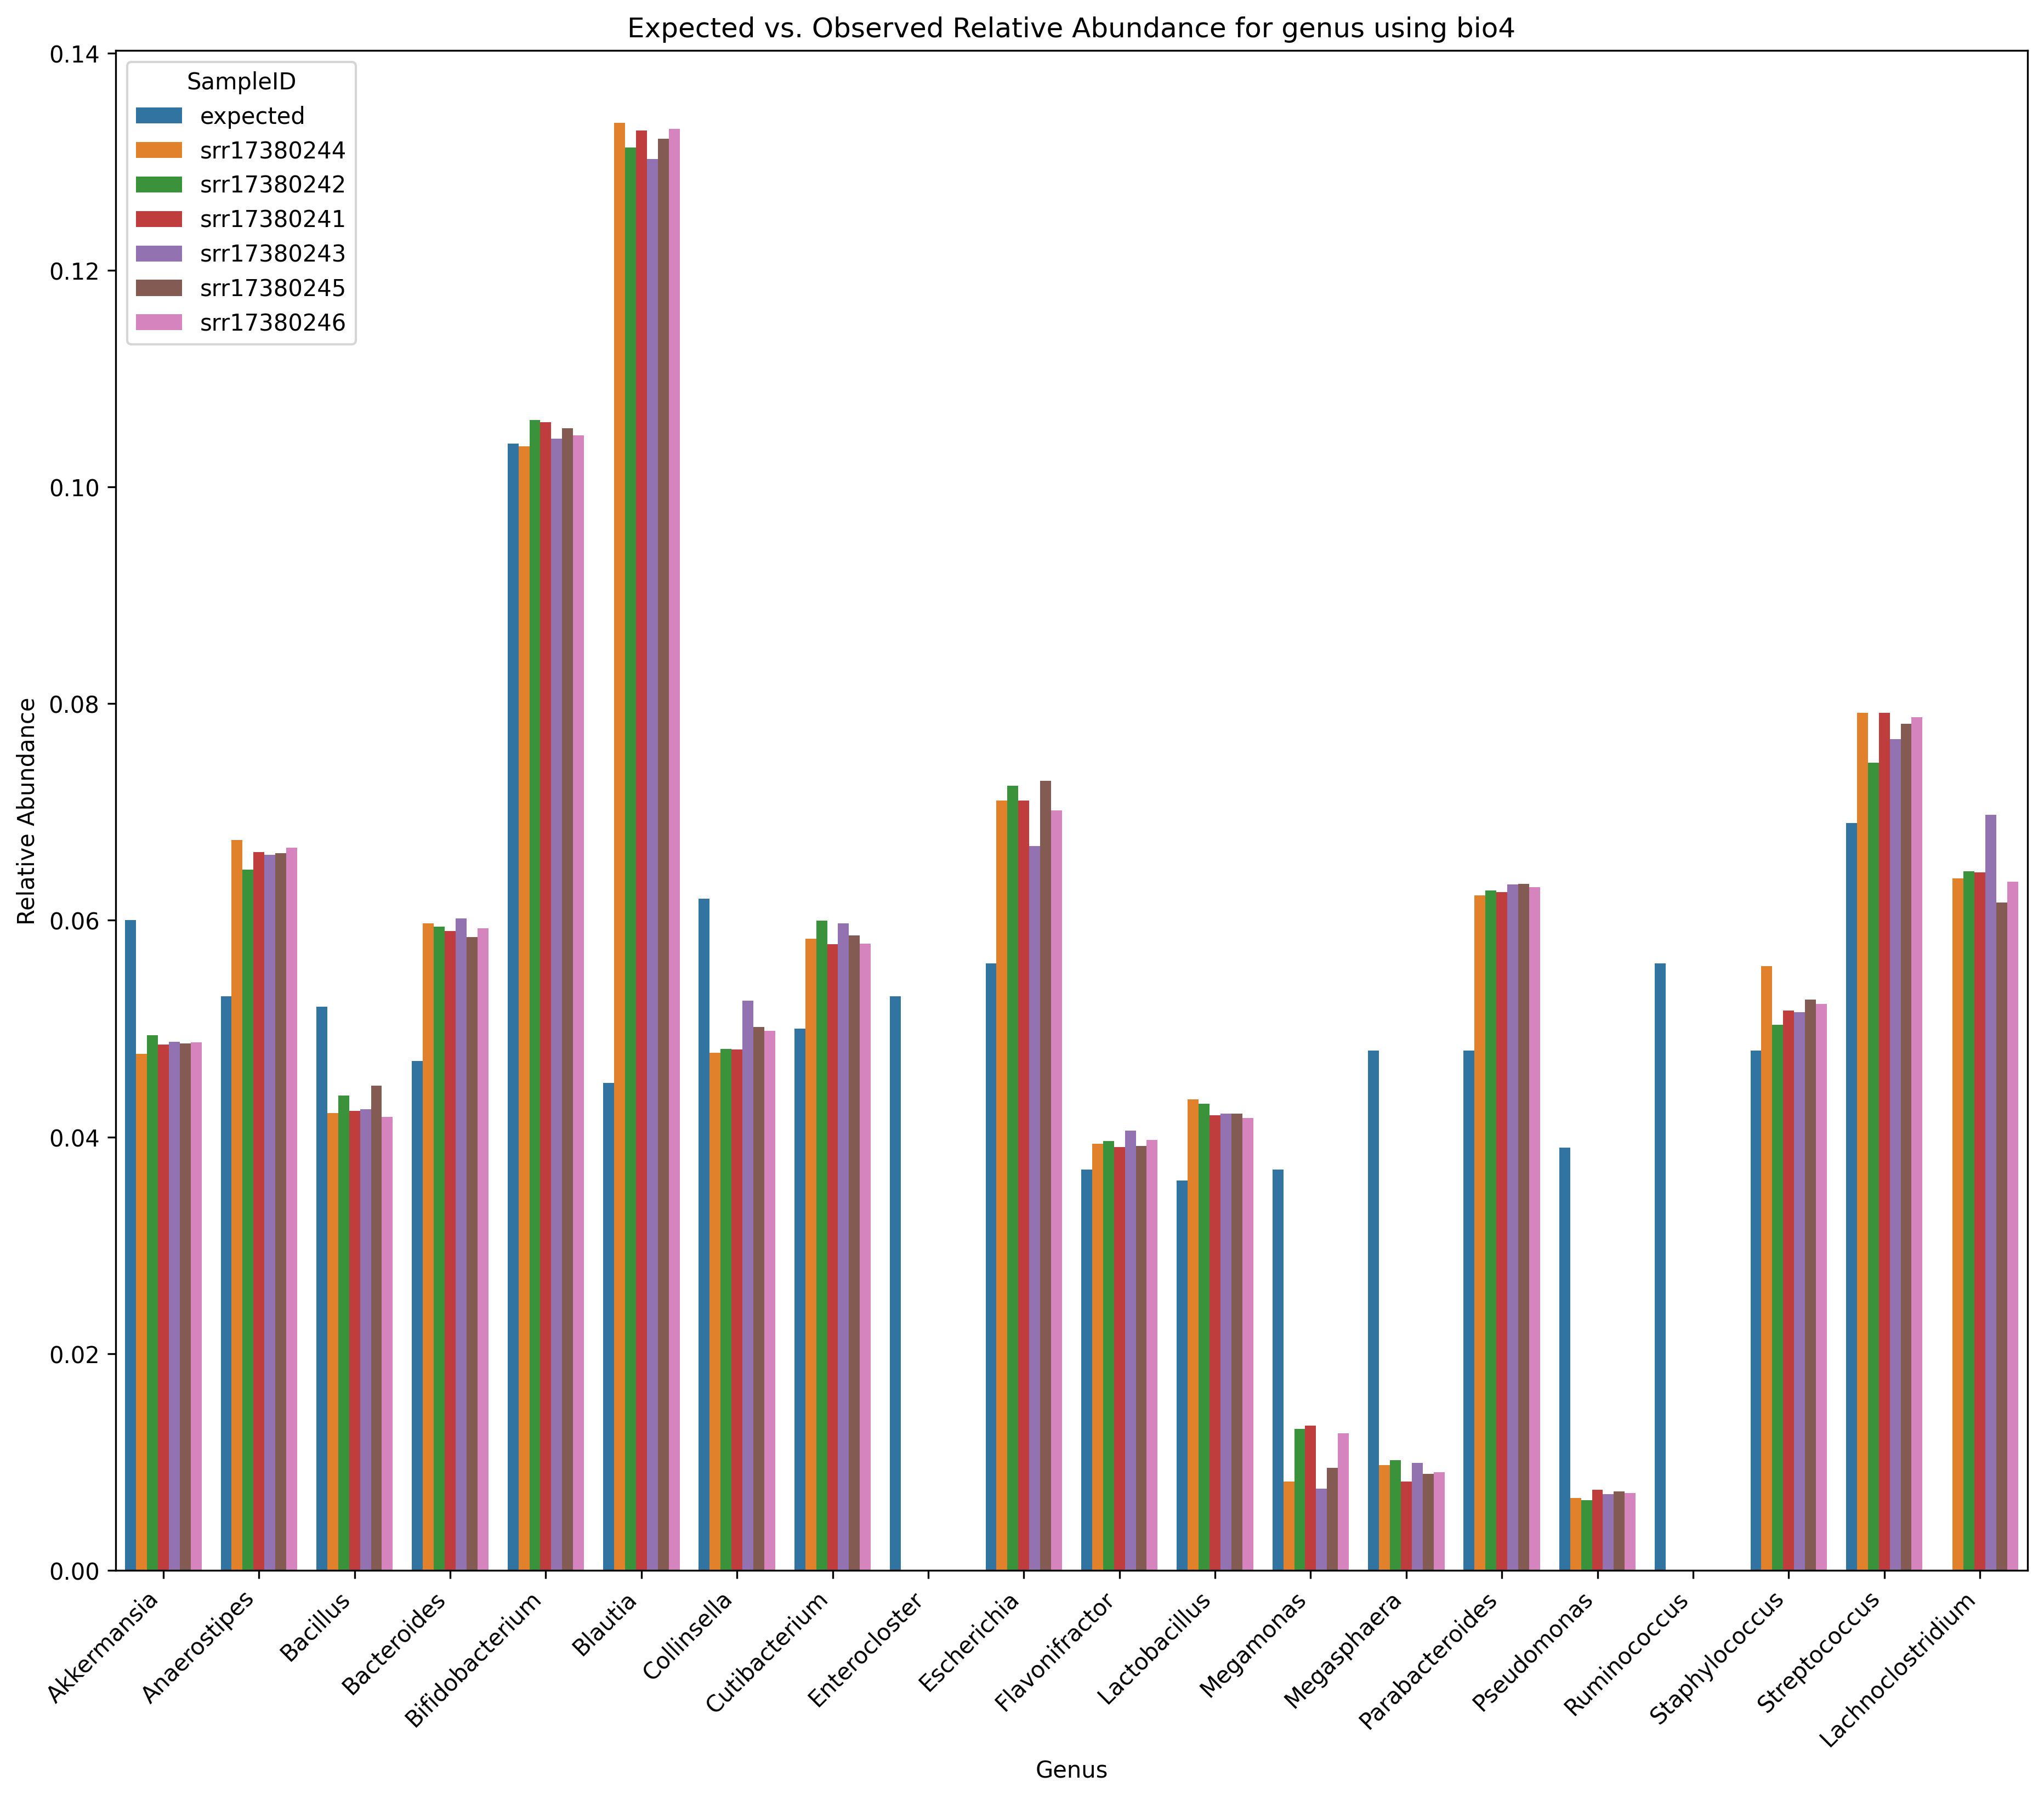 Expected vs. Observed Relative Abundance for genus using bio4
SampleID
expected
srr17380244
srr17380242
srr17380241
srr17380243
srr17380245
srr17380246
Relative Abundance
0.14
0.12
0.10
0.08
0.06
0.04
0.02
0.00
Akkermansia
Anaerostipes
Bacillus
Bacteroides
Bifidobacterium
Blautia
Collinsella
Cutibacterium
Enterocloster
Escherichia
Flavonifractor
Lactobacillus
Megamonas
Megasphaera
Parabacteroides
Pseudomonas
Ruminococcus
Staphylococcus
Streptococcus
Lachnoclostridium
Genus